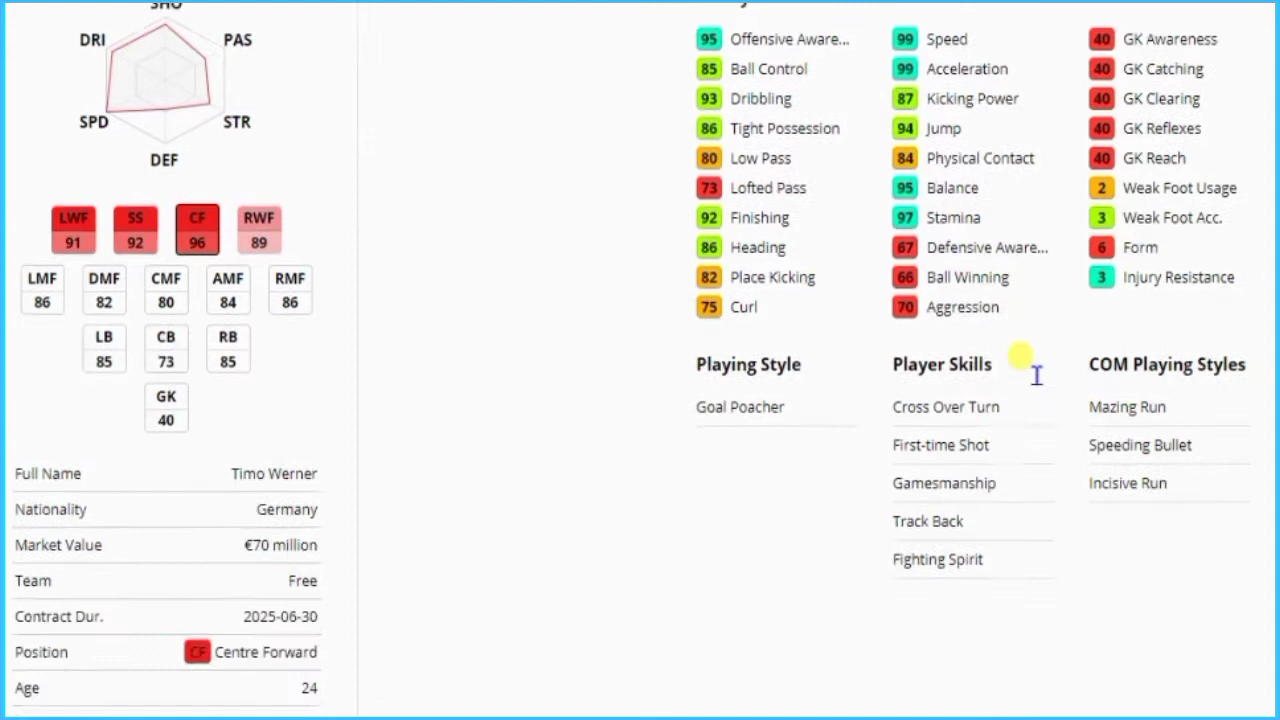 SHO
DRI
PAS
SPD
STR
DEF
LWF SS CF RWF
91 92 96 89
LMF DMF CMF AMF RMF
86 82 80 84 86
LB CB RB
85 73 85
GK
40
Full Name Timo Werner
Nationality Germany
Market Value €70 million
Team Free
Contract Dur. 2025-06-30
Position CF Centre Forward
Age 24
95 Offensive Aware...
85 Ball Control
93 Dribbling
86 Tight Possession
80 Low Pass
73 Lofted Pass
92 Finishing
86 Heading
82 Place Kicking
75 Curl
99 Speed
99 Acceleration
87 Kicking Power
94 Jump
84 Physical Contact
95 Balance
97 Stamina
67 Defensive Aware...
66 Ball Winning
70 Aggression
40 GK Awareness
40 GK Catching
40 GK Clearing
40 GK Reflexes
40 GK Reach
2 Weak Foot Usage
3 Weak Foot Acc.
6 Form
3 Injury Resistance
Playing Style
Goal Poacher
Player Skills
Cross Over Turn
First-time Shot
Gamesmanship
Track Back
Fighting Spirit
COM Playing Styles
Mazing Run
Speeding Bullet
Incisive Run